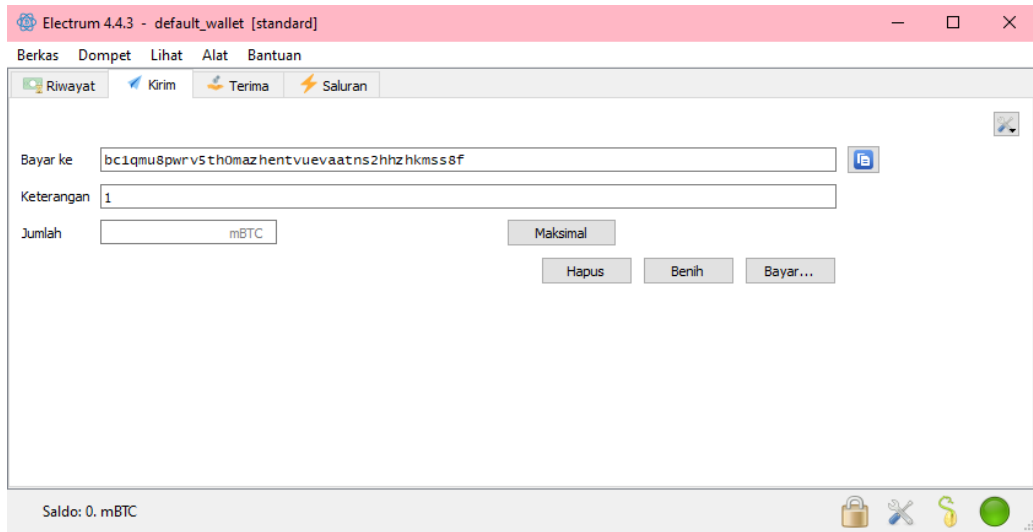 Electrum 4.4.3 - default_wallet [standard]
Berkas Dompet Lihat Alat Bantuan
Riwayat Kirim Terima Saluran
Bayar ke bc1qmu8pwrv5th0mazhentvuevaatns2hhzhkmss8f
Keterangan 1
Jumlah mBTC Maksimal
Hapus Benih Bayar...
Saldo: 0. mBTC